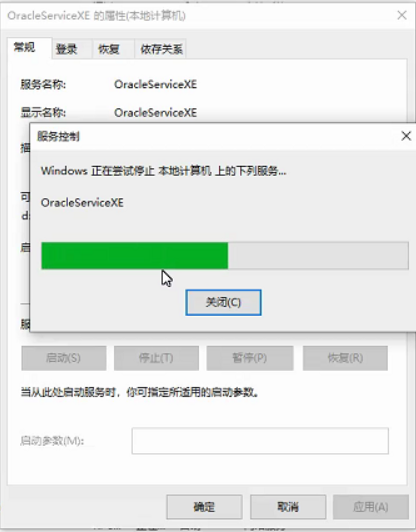 OracleServiceXE 的属性(本地计算机)
常规 登录 恢复 依存关系
服务名称: OracleServiceXE
显示名称: OracleServiceXE
服务控制
Windows 正在尝试停止 本地计算机 上的下列服务...
OracleServiceXE
关闭(C)
启动(S) 停止(T) 暂停(P) 恢复(R)
当从此处启动服务时，你可指定所适用的启动参数。
启动参数(M):
确定 取消 应用(A)